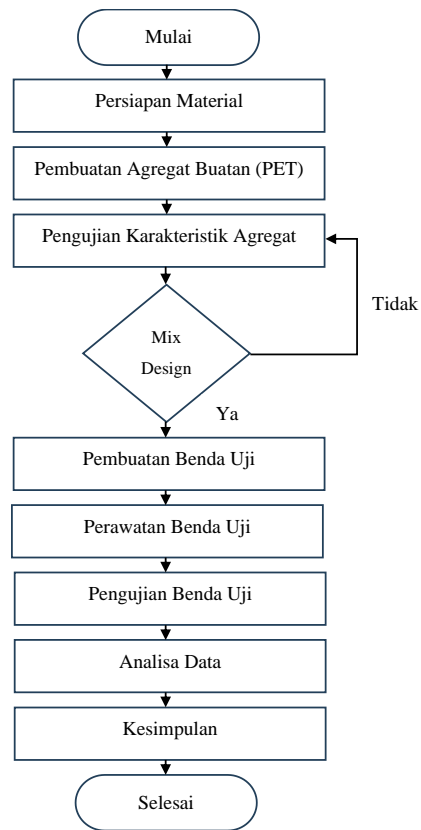 Mulai
Persiapan Material
Pembuatan Agregat Buatan (PET)
Pengujian Karakteristik Agregat
Tidak
Mix
Design
Ya
Pembuatan Benda Uji
Perawatan Benda Uji
Pengujian Benda Uji
Analisa Data
Kesimpulan
Selesai